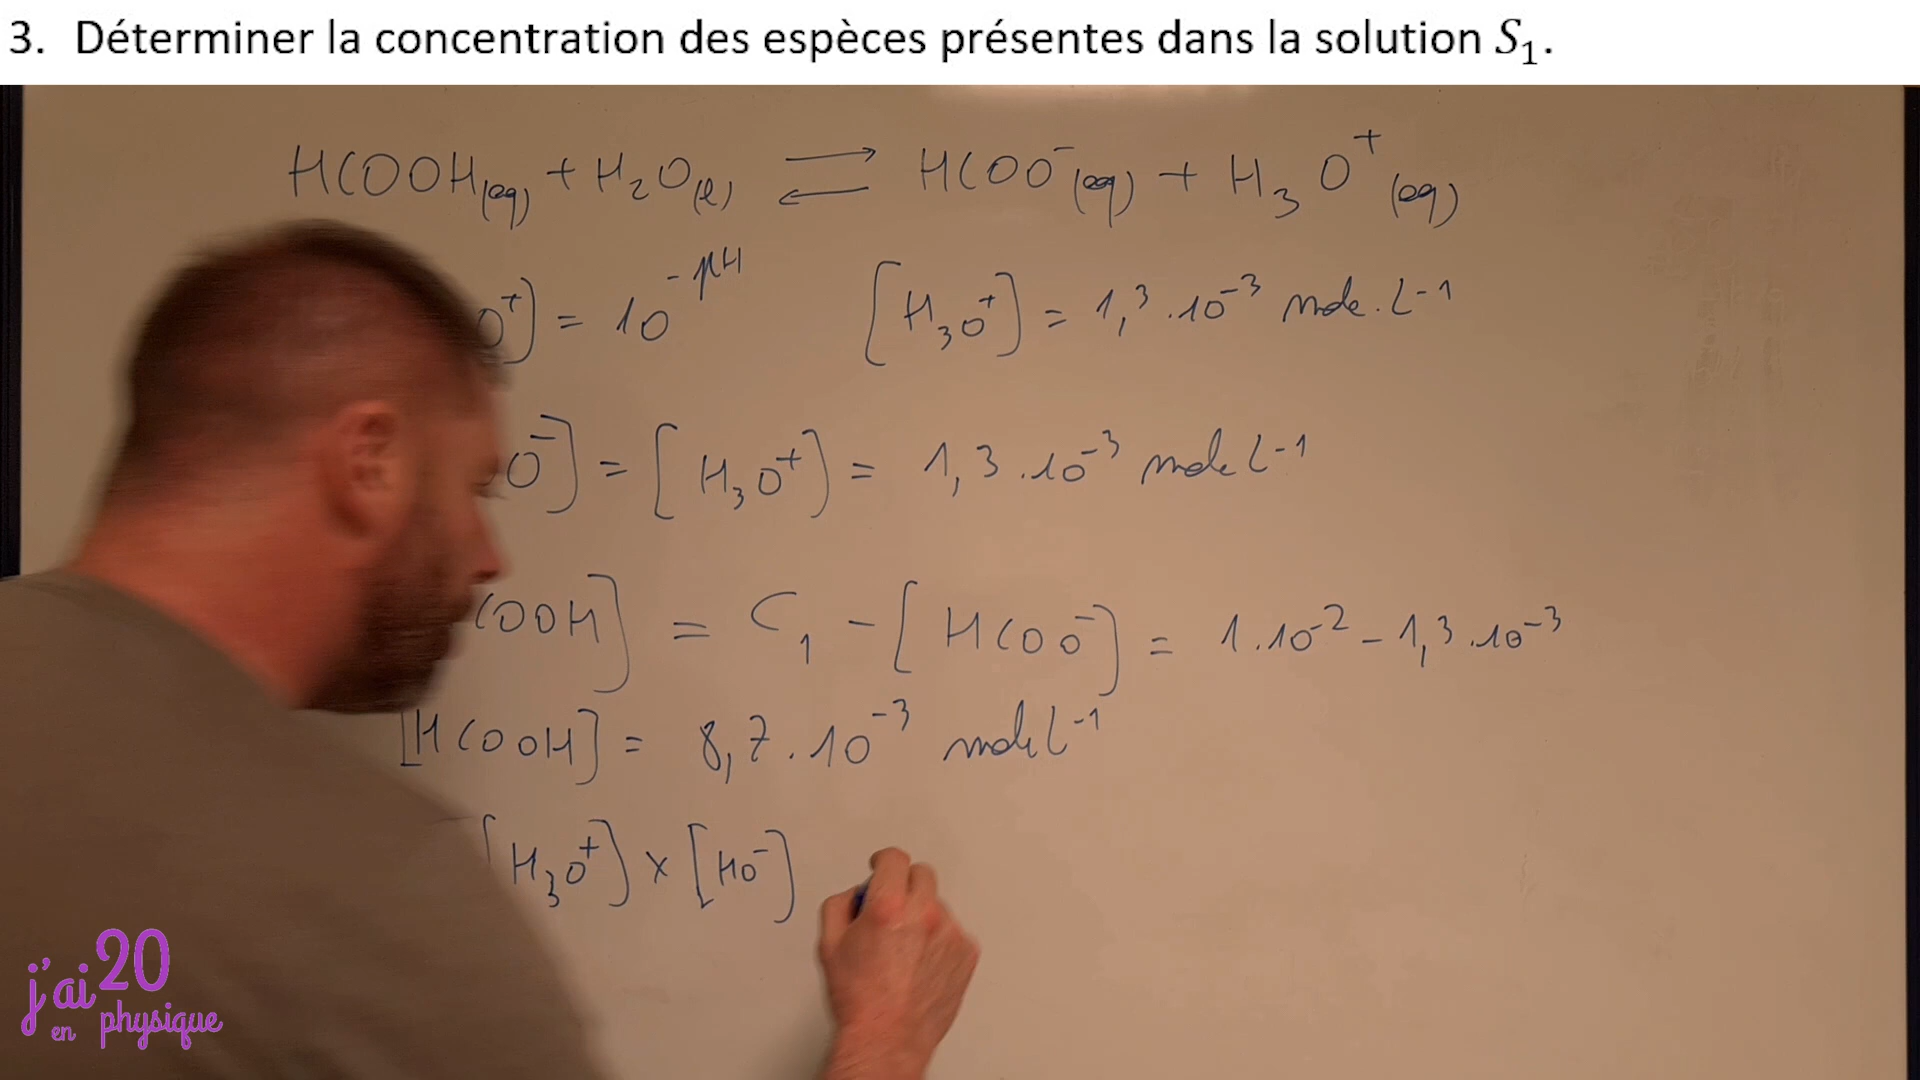 3. Déterminer la concentration des espèces présentes dans la solution S₁.
HCOOH(aq) + H₂O(l) ⇌ HCOO⁻(aq) + H₃O⁺(aq)
O⁺] = 10^-pH [H₃O⁺] = 1,3 . 10⁻³ mol . L⁻¹
O⁻] = [H₃O⁺] = 1,3 . 10⁻³ mol L⁻¹
COOH] = C₁ - [HCOO⁻] = 1 . 10⁻² - 1,3 . 10⁻³
[HCOOH] = 8,7 . 10⁻³ mol L⁻¹
[H₃O⁺] × [HO⁻]
j'ai 20
en physique